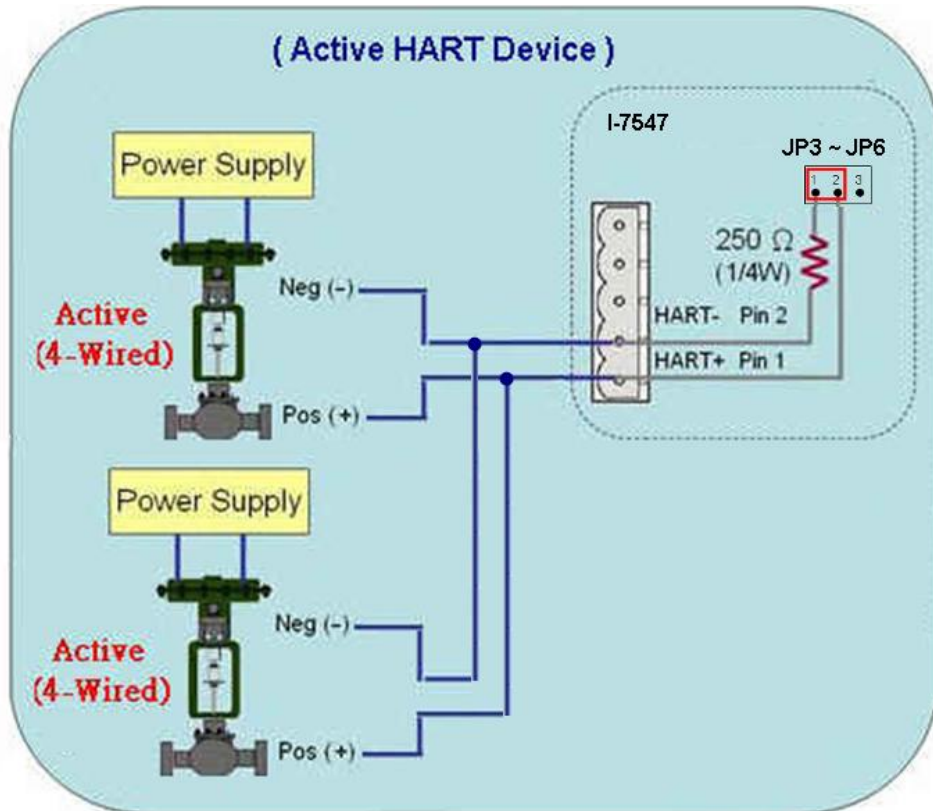 ( Active HART Device )
I-7547
JP3 ~ JP6
1 2 3
Power Supply
250 Ω
(1/4W)
Neg (-)
Active
(4-Wired)
HART- Pin 2
HART+ Pin 1
Pos (+)
Power Supply
Neg (-)
Active
(4-Wired)
Pos (+)